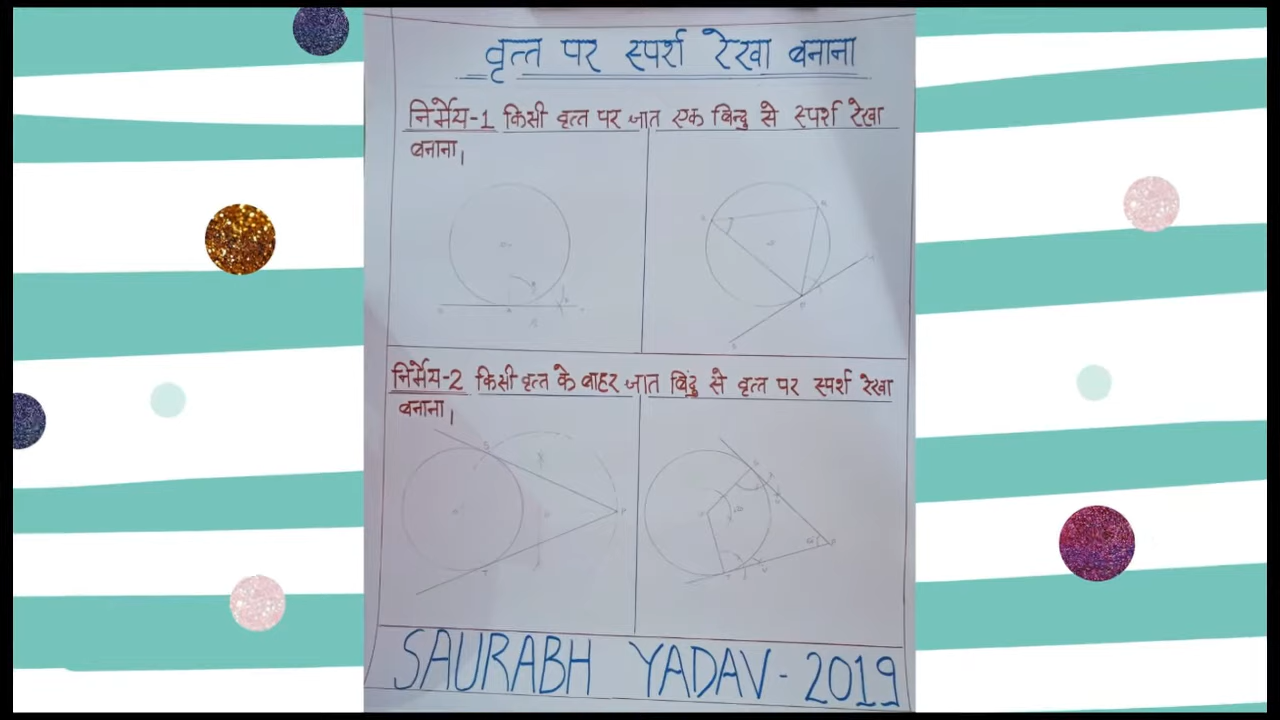 वृत्त पर स्पर्श रेखा बनाना
निर्मेय-1 किसी वृत्त पर ज्ञात एक बिन्दु से स्पर्श रेखा
बनाना।
निर्मेय-2 किसी वृत्त के बाहर ज्ञात बिंदु से वृत्त पर स्पर्श रेखा
बनाना।
SAURABH YADAV-2019